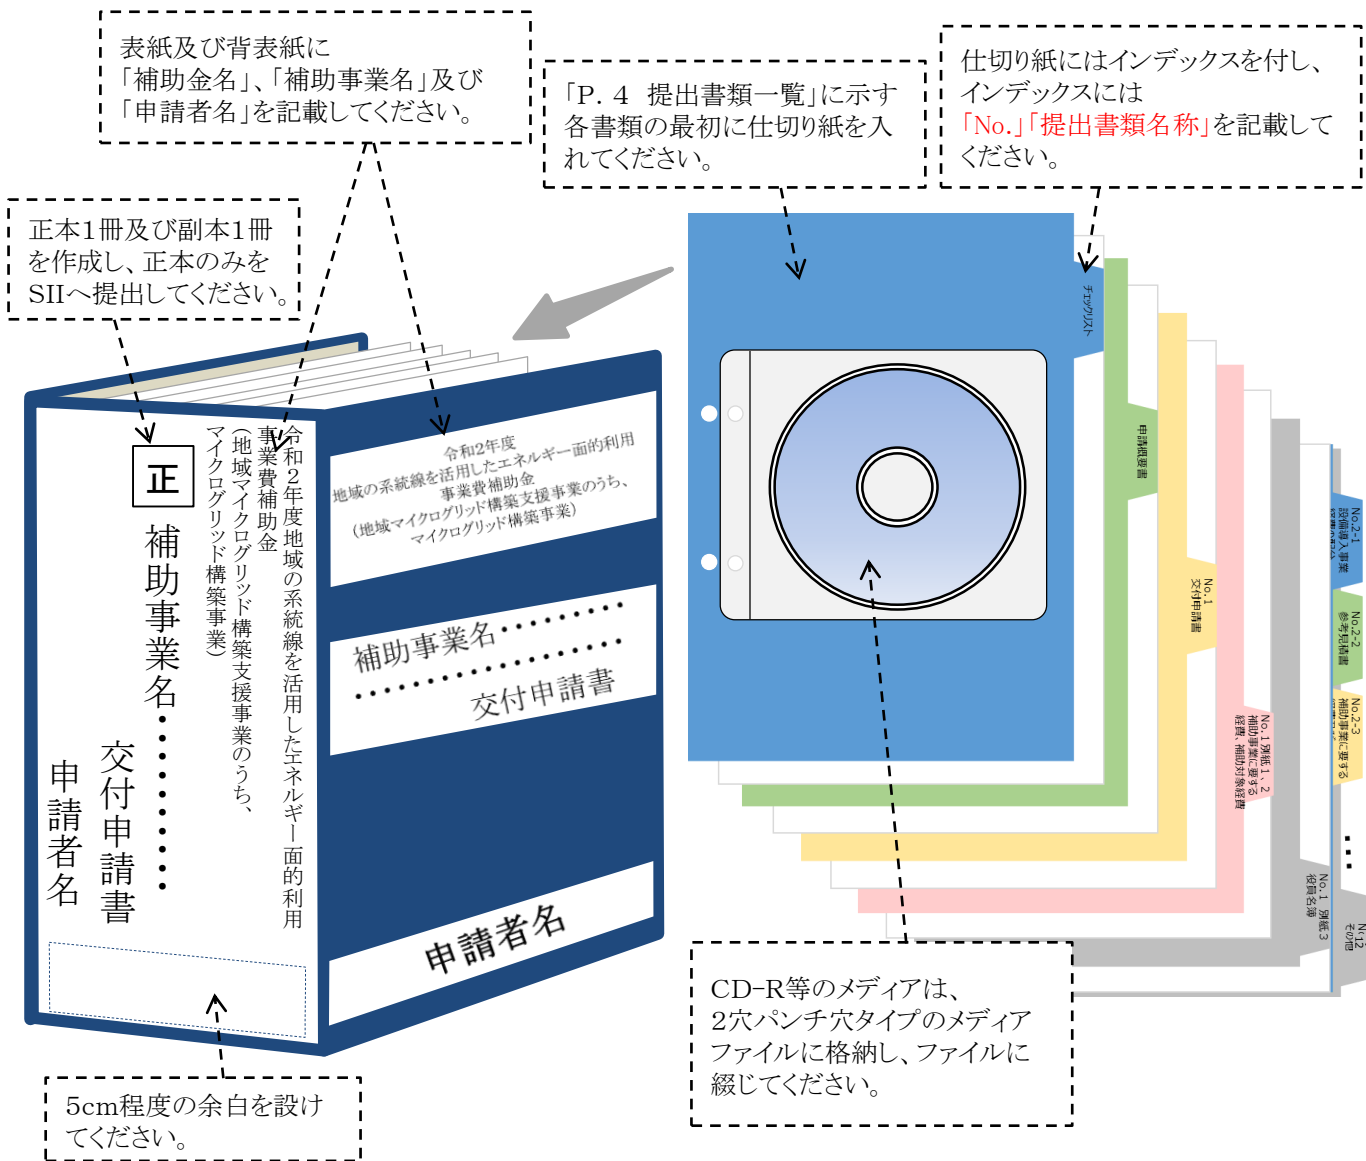 表紙及び背表紙に
「補助金名」、「補助事業名」及び
「申請者名」を記載してください。
「P. 4 提出書類一覧」に示す
各書類の最初に仕切り紙を入
れてください。
仕切り紙にはインデックスを付し、
インデックスには
「No.」「提出書類名称」を記載して
ください。
正本1冊及び副本1冊
を作成し、正本のみを
SIIへ提出してください。
令和2年度地域の系統線を活用したエネルギー面的利用
事業費補助金
(地域マイクログリッド構築支援事業のうち、
マイクログリッド構築事業)
正
補助事業名・・・・・・・・・・
交付申請書
申請者名
令和2年度
地域の系統線を活用したエネルギー面的利用
事業費補助金
(地域マイクログリッド構築支援事業のうち、
マイクログリッド構築事業)
補助事業名・・・・・・・・
・・・・・・・・・・・・・・・・・
交付申請書
申請者名
チェックリスト
申請概要書
No.1
交付申請書
No.1 別紙1、2
補助事業に要する
経費、補助対象経費
No.1 別紙3
役員名簿
No.2-1
設備導入事業
No.2-2
参考見積書
No.2-3
補助事業に要する
・・・
No.12
その他
CD-R等のメディアは、
2穴パンチ穴タイプのメディア
ファイルに格納し、ファイルに
綴じてください。
5cm程度の余白を設け
てください。